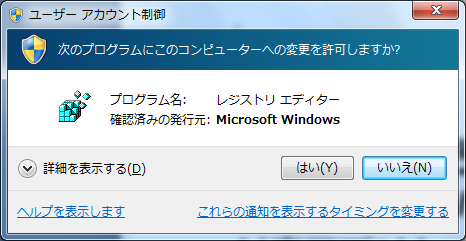 ユーザー アカウント制御
次のプログラムにこのコンピューターへの変更を許可しますか?
プログラム名: レジストリ エディター
確認済みの発行元: Microsoft Windows
詳細を表示する(D) はい(Y) いいえ(N)
ヘルプを表示します これらの通知を表示するタイミングを変更する